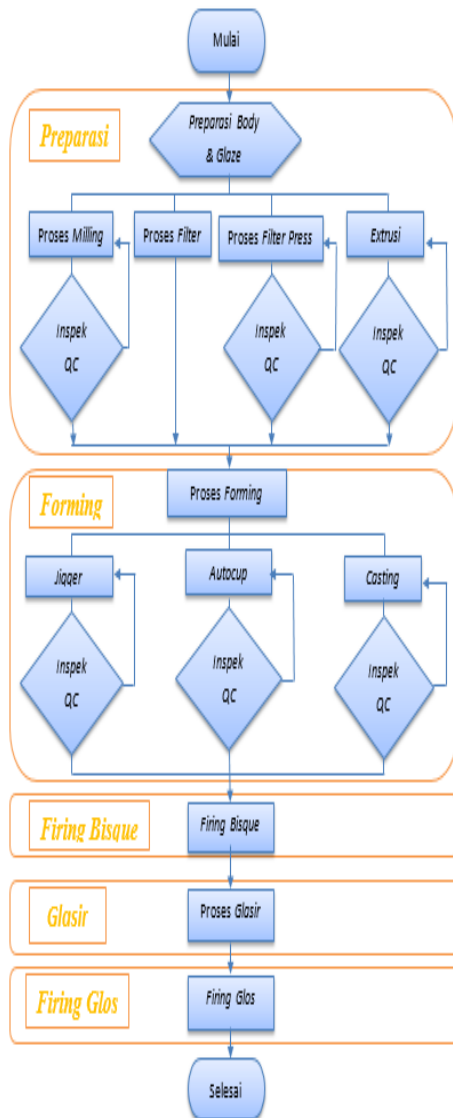 Mulai
Preparasi
Preparasi Body
& Glaze
Proses Milling
Proses Filter
Proses Filter Press
Extrusi
Inspek
QC
Inspek
QC
Inspek
QC
Forming
Proses Forming
Jigger
Autocup
Casting
Inspek
QC
Inspek
QC
Inspek
QC
Firing Bisque
Firing Bisque
Glasir
Proses Glasir
Firing Glos
Firing Glos
Selesai